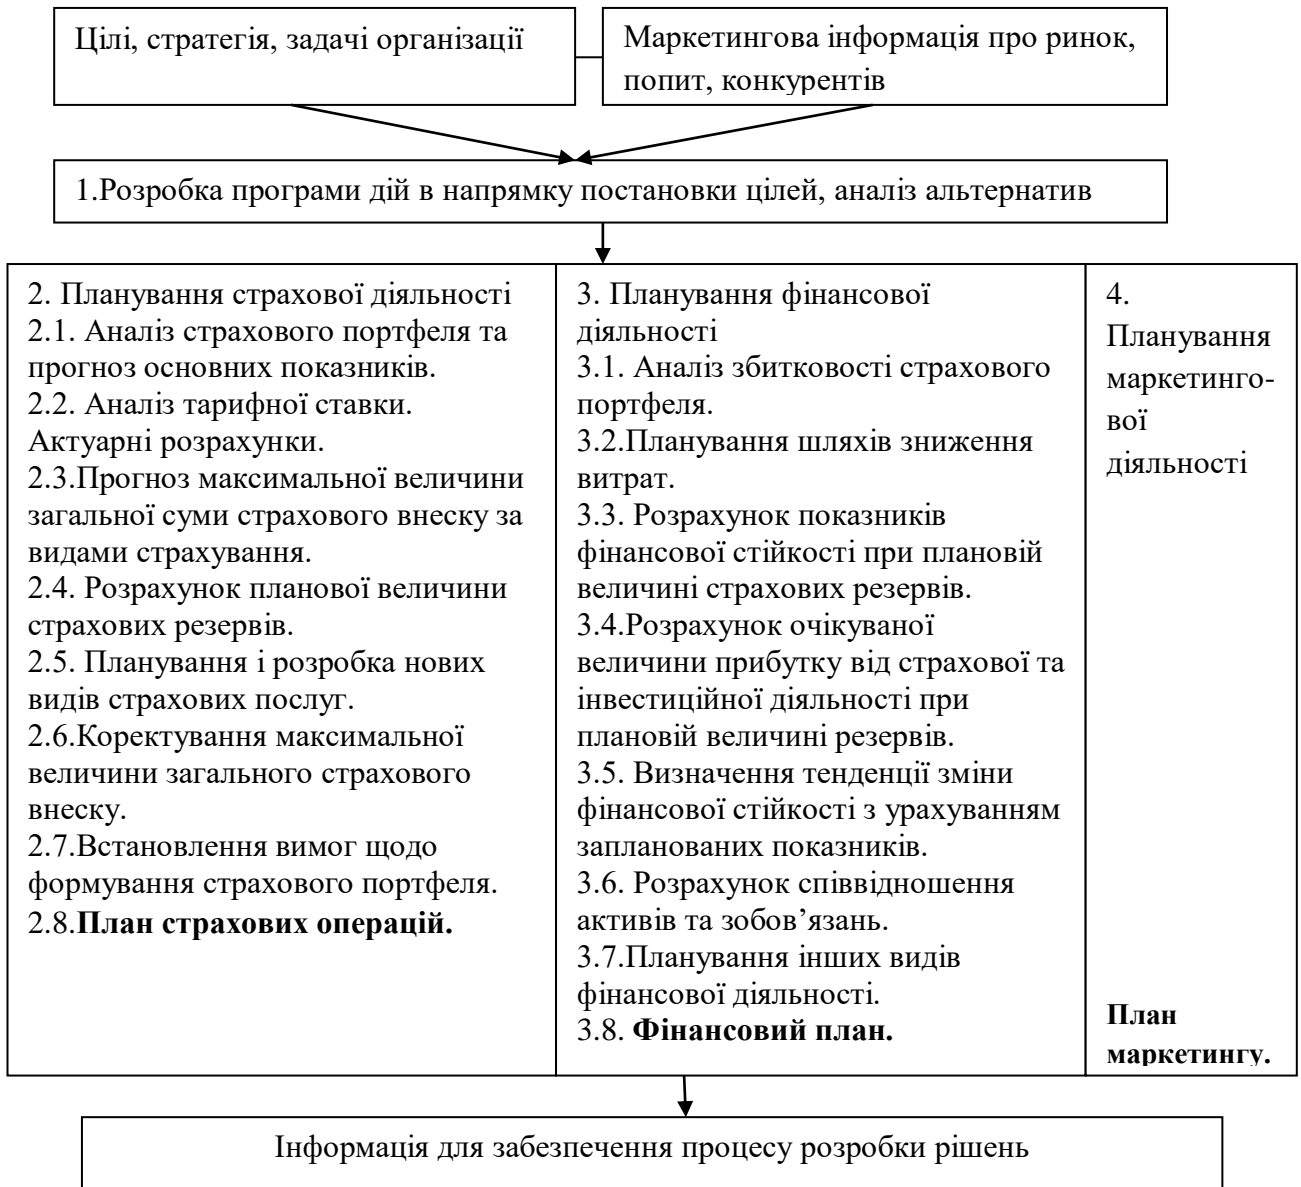 Цілі, стратегія, задачі організації
Маркетингова інформація про ринок,
попит, конкурентів
1.Розробка програми дій в напрямку постановки цілей, аналіз альтернатив
2. Планування страхової діяльності
2.1. Аналіз страхового портфеля та
прогноз основних показників.
2.2. Аналіз тарифної ставки.
Актуарні розрахунки.
2.3.Прогноз максимальної величини
загальної суми страхового внеску за
видами страхування.
2.4. Розрахунок планової величини
страхових резервів.
2.5. Планування і розробка нових
видів страхових послуг.
2.6.Коректування максимальної
величини загального страхового
внеску.
2.7.Встановлення вимог щодо
формування страхового портфеля.
2.8.План страхових операцій.
3. Планування фінансової
діяльності
3.1. Аналіз збитковості страхового
портфеля.
3.2.Планування шляхів зниження
витрат.
3.3. Розрахунок показників
фінансової стійкості при плановій
величині страхових резервів.
3.4.Розрахунок очікуваної
величини прибутку від страхової та
інвестиційної діяльності при
плановій величині резервів.
3.5. Визначення тенденції зміни
фінансової стійкості з урахуванням
запланованих показників.
3.6. Розрахунок співвідношення
активів та зобов’язань.
3.7.Планування інших видів
фінансової діяльності.
3.8. Фінансовий план.
4.
Планування
маркетинго-
вої
діяльності
План
маркетингу.
Інформація для забезпечення процесу розробки рішень